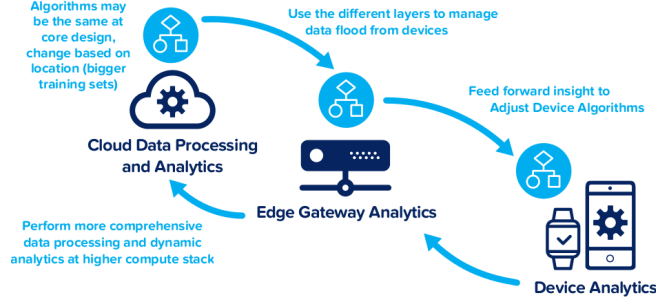 Algorithms may
be the same at
core design,
change based on
location (bigger
training sets)
Use the different layers to manage
data flood from devices
Feed forward insight to
Adjust Device Algorithms
Cloud Data Processing
and Analytics
Edge Gateway Analytics
Perform more comprehensive
data processing and dynamic
analytics at higher compute stack
Device Analytics